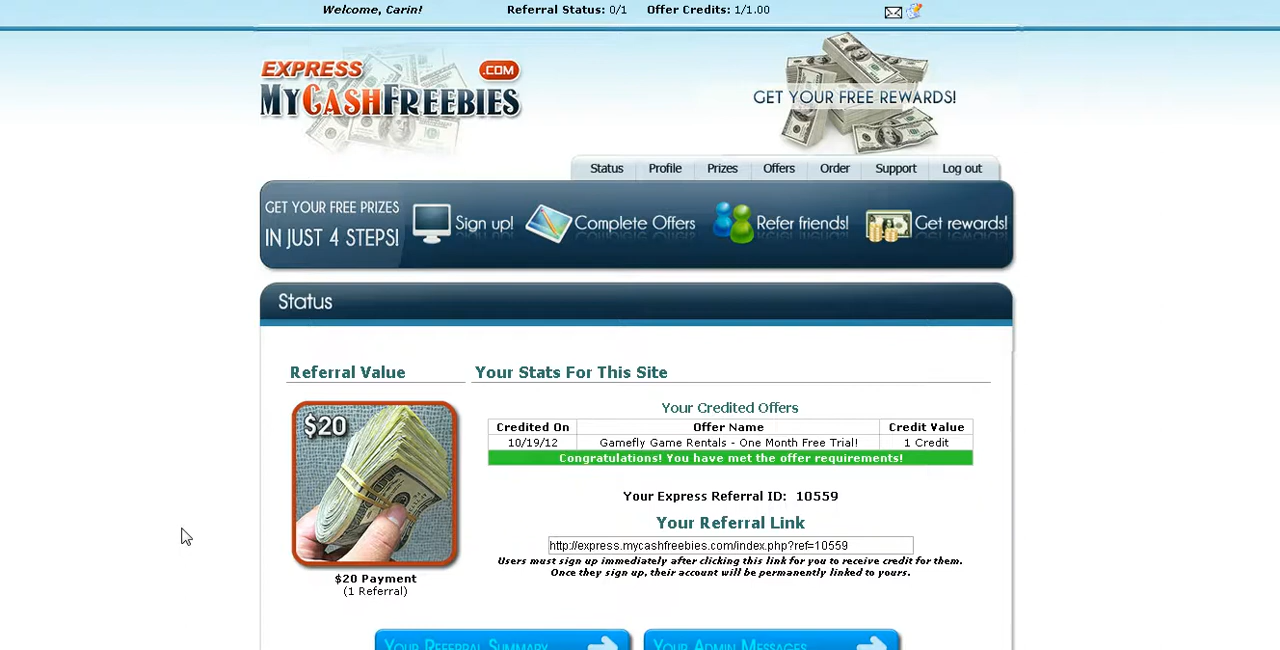 Welcome, Carin! Referral Status: 0/1 Offer Credits: 1/1.00
EXPRESS .COM
MYCASHFREEBIES
GET YOUR FREE REWARDS!
Status Profile Prizes Offers Order Support Log out
GET YOUR FREE PRIZES
IN JUST 4 STEPS!
Sign up! Complete Offers Refer friends! Get rewards!
Status
Referral Value
Your Stats For This Site
$20
$20 Payment
(1 Referral)
Your Credited Offers
Credited On Offer Name Credit Value
10/19/12 Gamefly Game Rentals - One Month Free Trial! 1 Credit
Congratulations! You have met the offer requirements!
Your Express Referral ID: 10559
Your Referral Link
http://express.mycashfreebies.com/index.php?ref=10559
Users must sign up immediately after clicking this link for you to receive credit for them.
Once they sign up, their account will be permanently linked to yours.
YOUR REFERRAL SUMMARY YOUR ADMIN MESSAGES